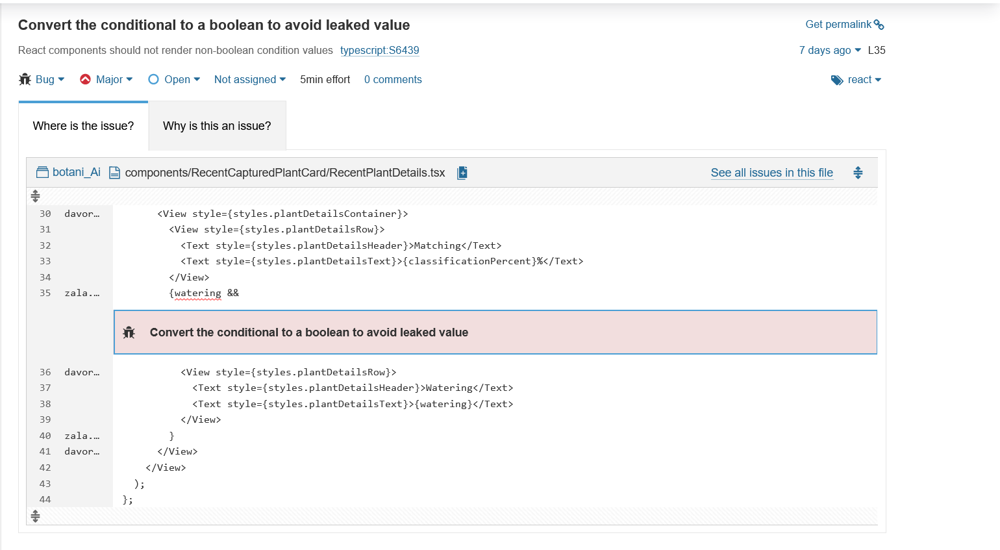 Convert the conditional to a boolean to avoid leaked value
Get permalink
React components should not render non-boolean condition values typescript:S6439
7 days ago L35
Bug Major Open Not assigned 5min effort 0 comments
react
Where is the issue?
Why is this an issue?
botani_Ai components/RecentCapturedPlantCard/RecentPlantDetails.tsx
See all issues in this file
30 davor… <View style={styles.plantDetailsContainer}>
31 <View style={styles.plantDetailsRow}>
32 <Text style={styles.plantDetailsHeader}>Matching</Text>
33 <Text style={styles.plantDetailsText}>{classificationPercent}%</Text>
34 </View>
35 zala.… {watering &&
Convert the conditional to a boolean to avoid leaked value
36 davor… <View style={styles.plantDetailsRow}>
37 <Text style={styles.plantDetailsHeader}>Watering</Text>
38 <Text style={styles.plantDetailsText}>{watering}</Text>
39 </View>
40 zala.… }
41 davor… </View>
42 </View>
43 );
44 };